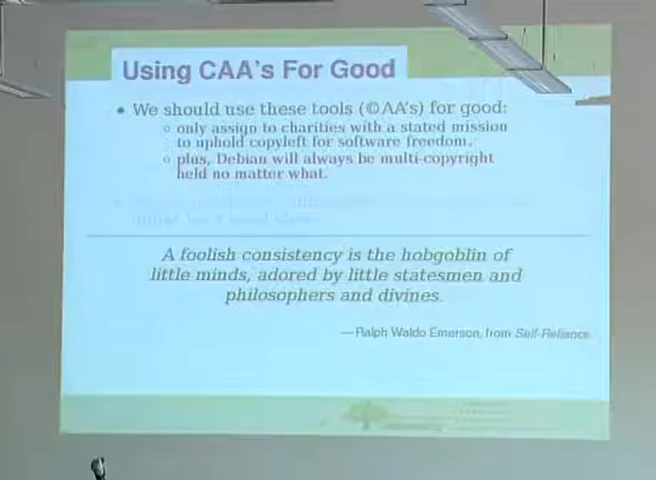 Using CAA's For Good
• We should use these tools (©AA's) for good:
◦ only assign to charities with a stated mission
to uphold copyleft for software freedom.
◦ plus, Debian will always be multi-copyright
held no matter what.
A foolish consistency is the hobgoblin of
little minds, adored by little statesmen and
philosophers and divines.
— Ralph Waldo Emerson, from Self-Reliance